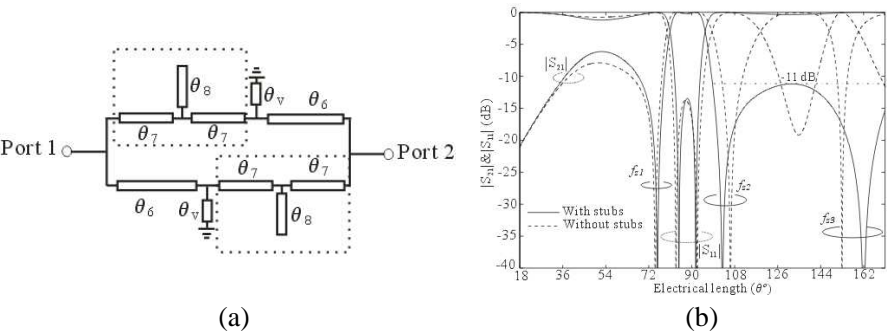 θ8
θv
θ6
θ7
θ7
Port 1
Port 2
θ7
θ7
θ6
θv
θ8
(a)
|S21|&|S11| (dB)
0
-5
-10
-15
-20
-25
-30
-35
-40
|S21|
-11 dB
fz1
fz2
fz3
With stubs
Without stubs
|S11|
18
36
54
72
90
108
126
144
162
Electrical length (θ°)
(b)